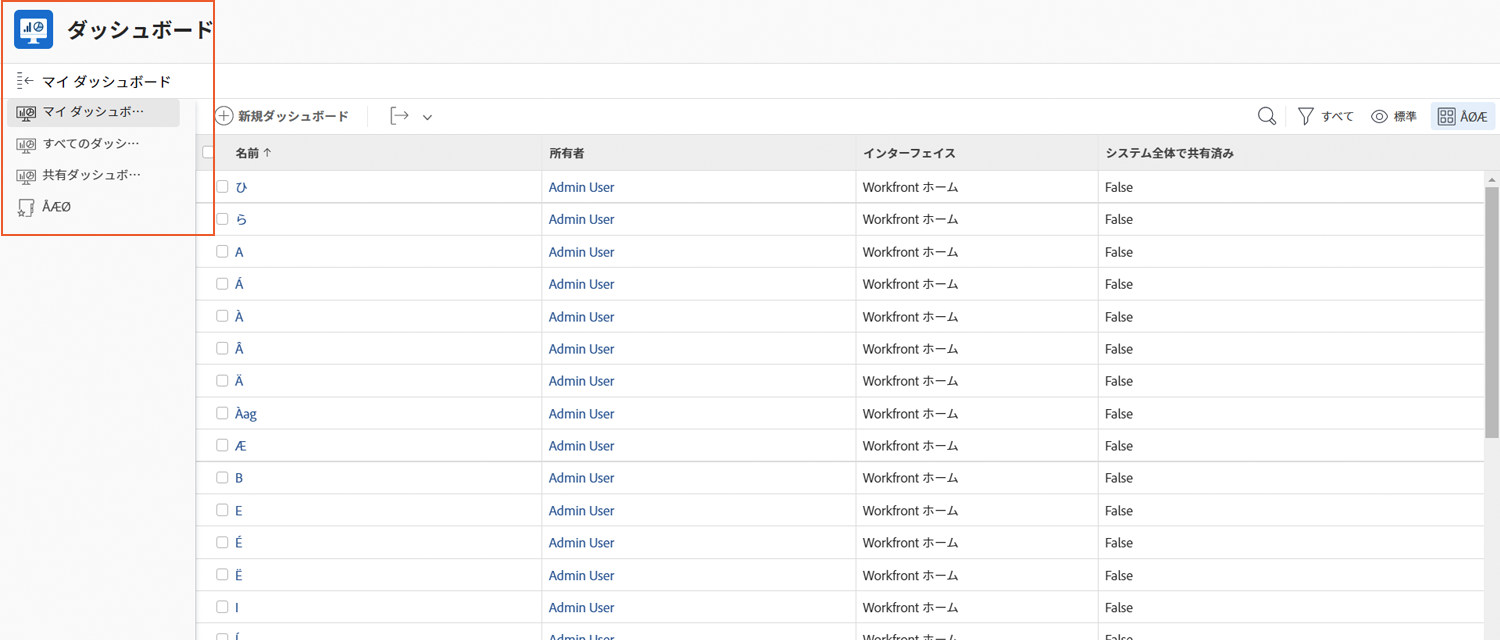 ダッシュボード
マイ ダッシュボード
マイ ダッシュボ…
すべてのダッシ…
共有ダッシュボ…
ÅÆØ
新規ダッシュボード
すべて 標準 ÅØÆ
名前 所有者 インターフェイス システム全体で共有済み
ひ Admin User Workfront ホーム False
ら Admin User Workfront ホーム False
A Admin User Workfront ホーム False
Á Admin User Workfront ホーム False
À Admin User Workfront ホーム False
Â Admin User Workfront ホーム False
Ä Admin User Workfront ホーム False
Àag Admin User Workfront ホーム False
Æ Admin User Workfront ホーム False
B Admin User Workfront ホーム False
E Admin User Workfront ホーム False
É Admin User Workfront ホーム False
Ë Admin User Workfront ホーム False
I Admin User Workfront ホーム False
Í Admin User Workfront ホーム False